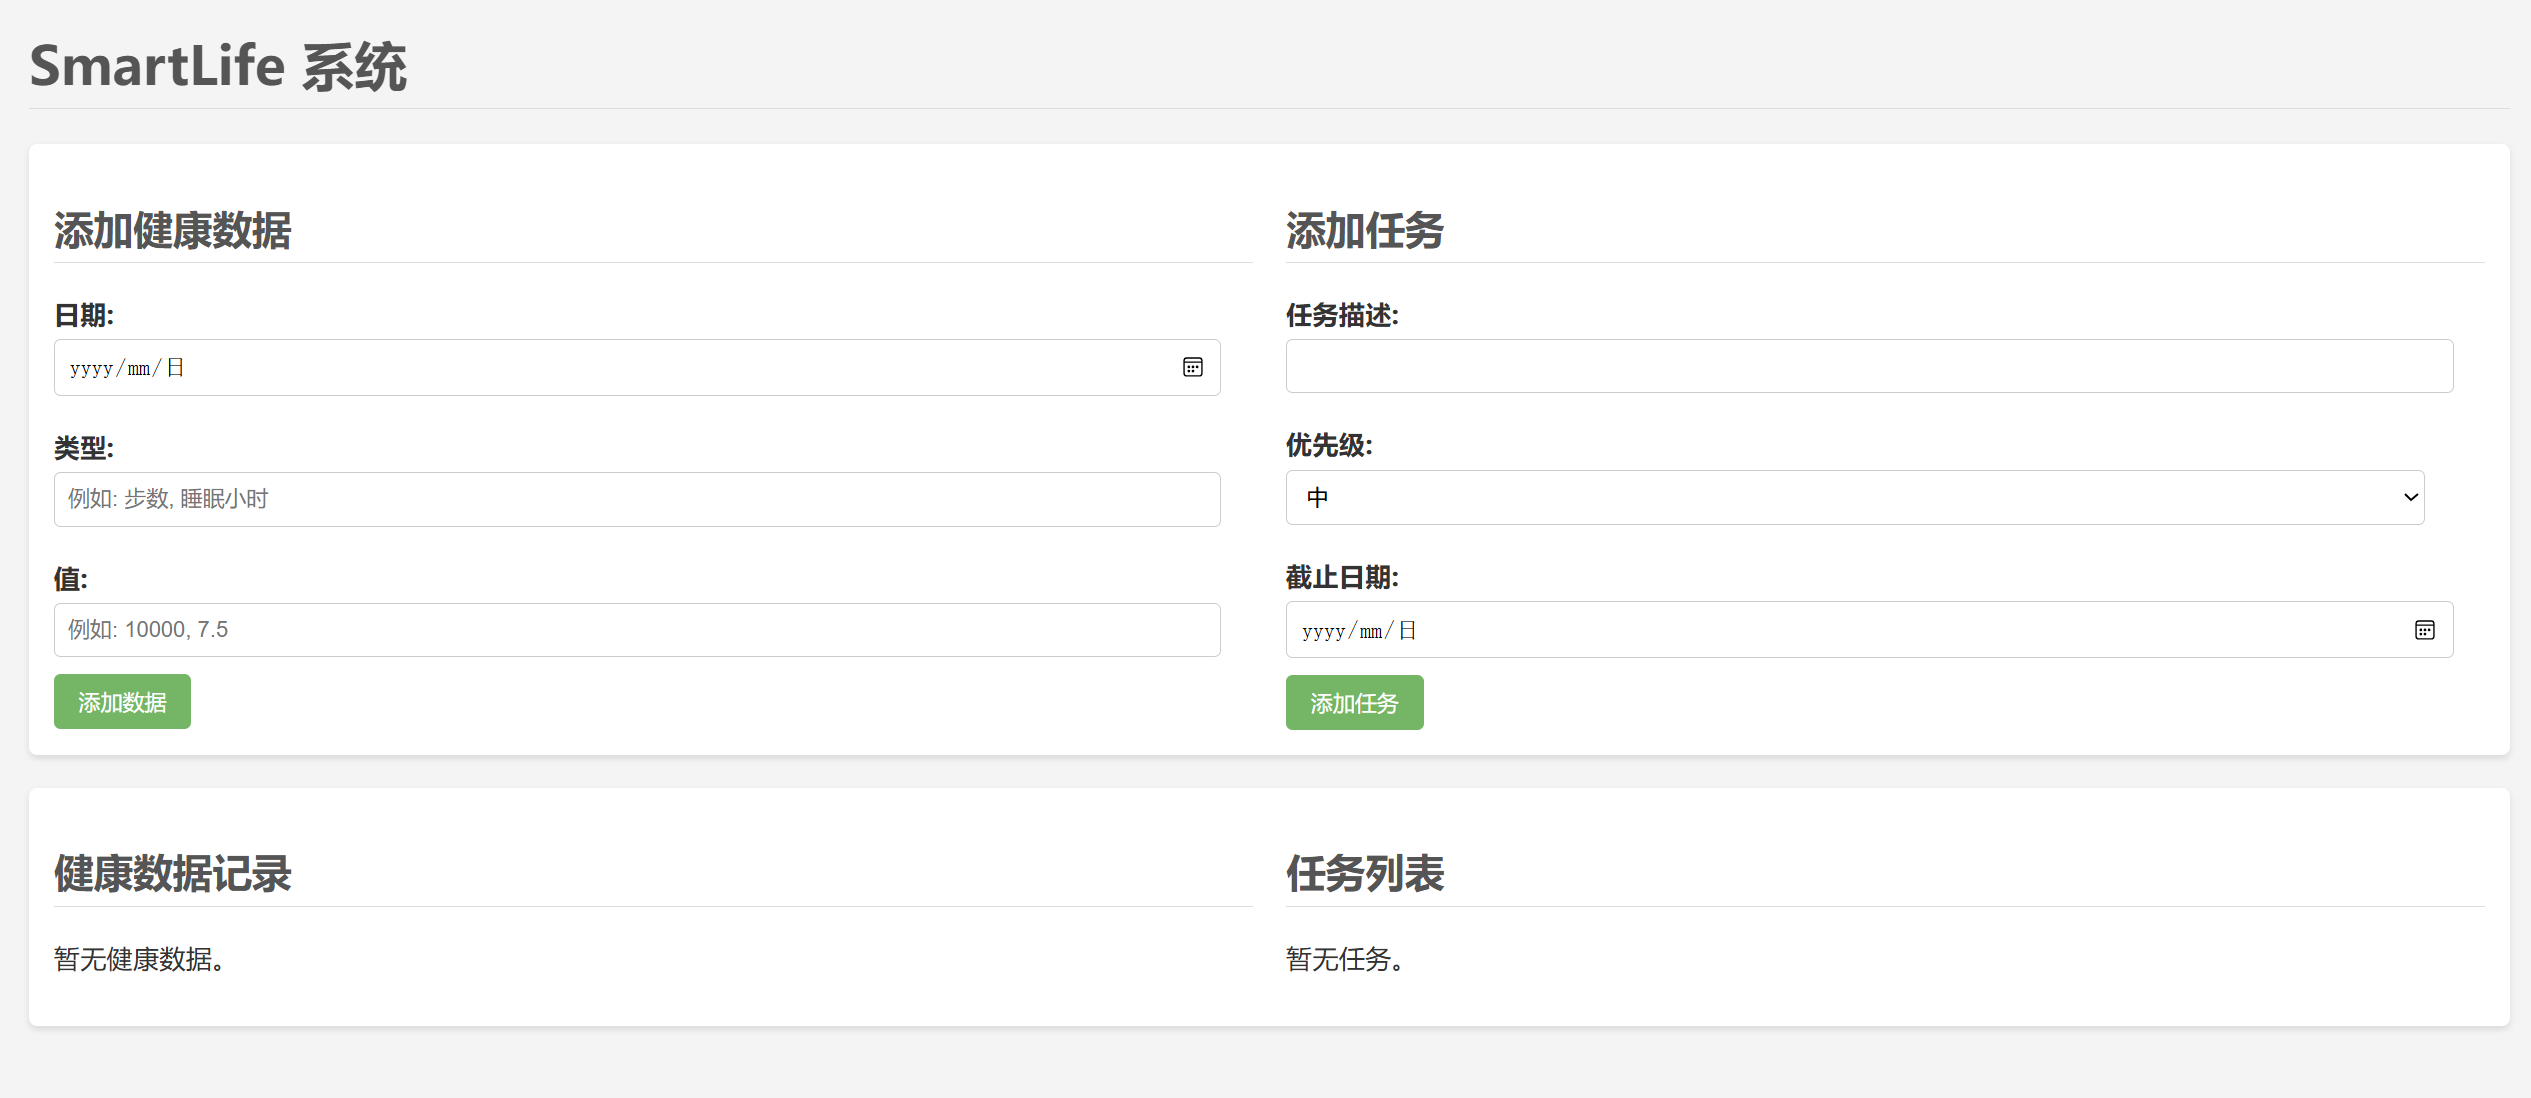 SmartLife 系统
添加健康数据
日期:
yyyy/mm/日
类型:
例如: 步数, 睡眠小时
值:
例如: 10000, 7.5
添加数据
添加任务
任务描述:
优先级:
中
截止日期:
yyyy/mm/日
添加任务
健康数据记录
暂无健康数据。
任务列表
暂无任务。